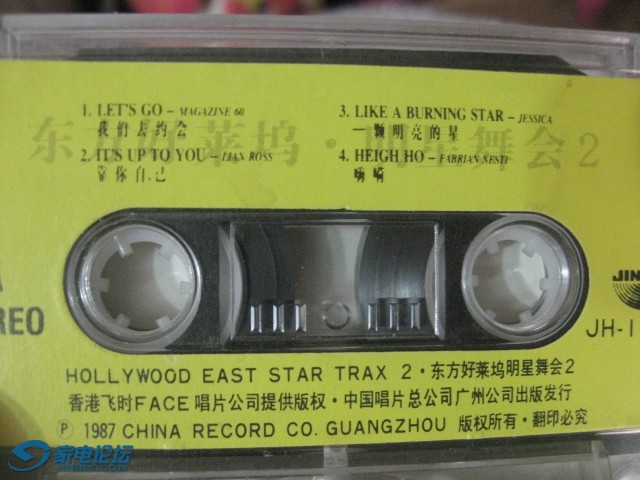 1. LET'S GO – MAGAZINE 60
我们去约会
2. IT'S UP TO YOU – LIAN ROSS
靠你自己
3. LIKE A BURNING STAR – JESSICA
一颗明亮的星
4. HEIGH HO – FABRIAN NESTI
嗬嗬
东方好莱坞·明星舞会2
REO
JIN
JH-1
HOLLYWOOD EAST STAR TRAX 2·东方好莱坞明星舞会2
香港飞时FACE唱片公司提供版权·中国唱片总公司广州公司出版发行
Ⓟ 1987 CHINA RECORD CO. GUANGZHOU 版权所有·翻印必究
家电论坛